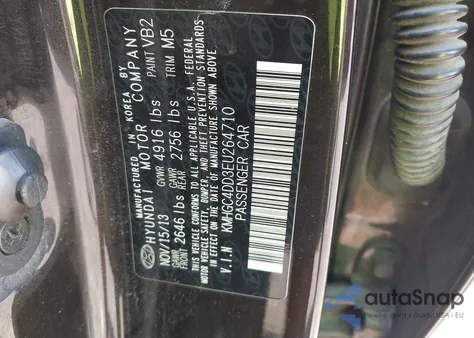 MANUFACTURED IN KOREA BY
HYUNDAI MOTOR COMPANY
NOV/15/13 GVWR 4916 lbs PAINT VB2
GAWR FRONT 2646 lbs GAWR REAR 2756 lbs TRIM M5
THIS VEHICLE CONFORMS TO ALL APPLICABLE U.S.A. FEDERAL
MOTOR VEHICLE SAFETY, BUMPER, AND THEFT PREVENTION STANDARDS
IN EFFECT ON THE DATE OF MANUFACTURE SHOWN ABOVE
V.I.N KMHGC4DD3EU264710
PASSENGER CAR
autoSnap